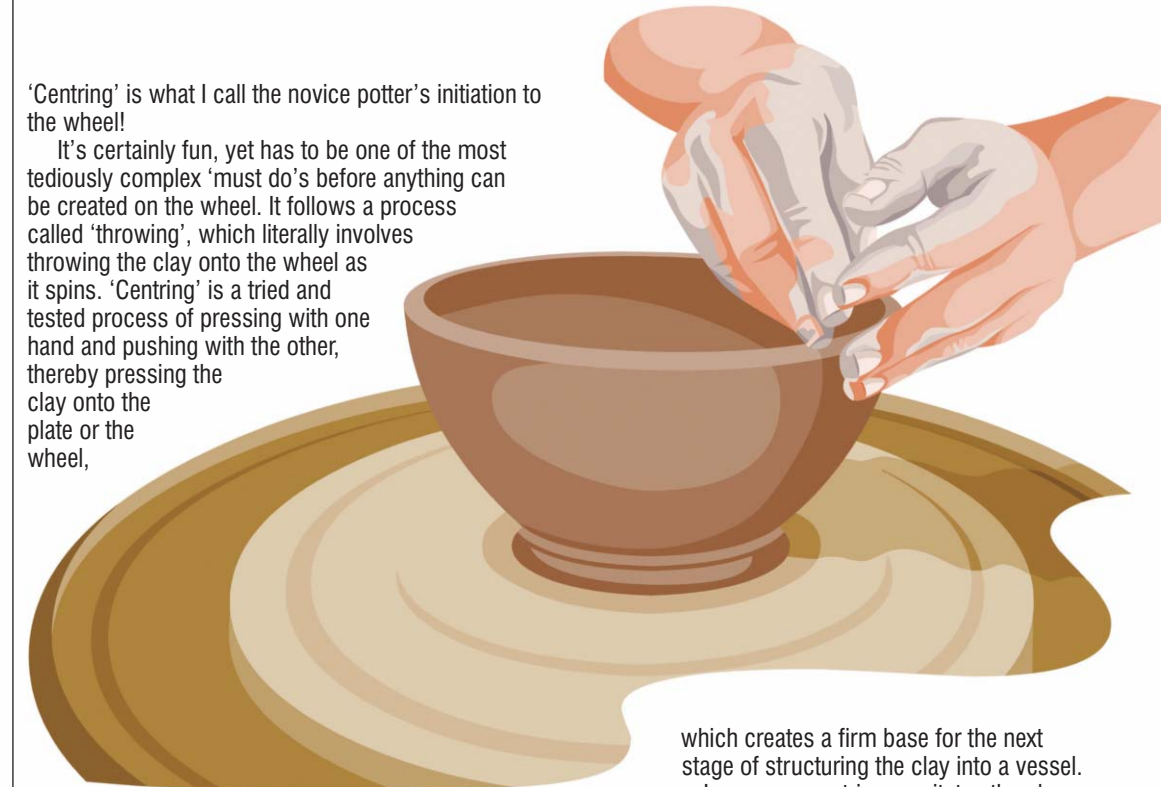 ‘Centring’ is what I call the novice potter’s initiation to
the wheel!
It’s certainly fun, yet has to be one of the most
tediously complex ‘must do’s before anything can
be created on the wheel. It follows a process
called ‘throwing’, which literally involves
throwing the clay onto the wheel as
it spins. ‘Centring’ is a tried and
tested process of pressing with one
hand and pushing with the other,
thereby pressing the
clay onto the
plate or the
wheel,
which creates a firm base for the next
stage of structuring the clay into a vessel.